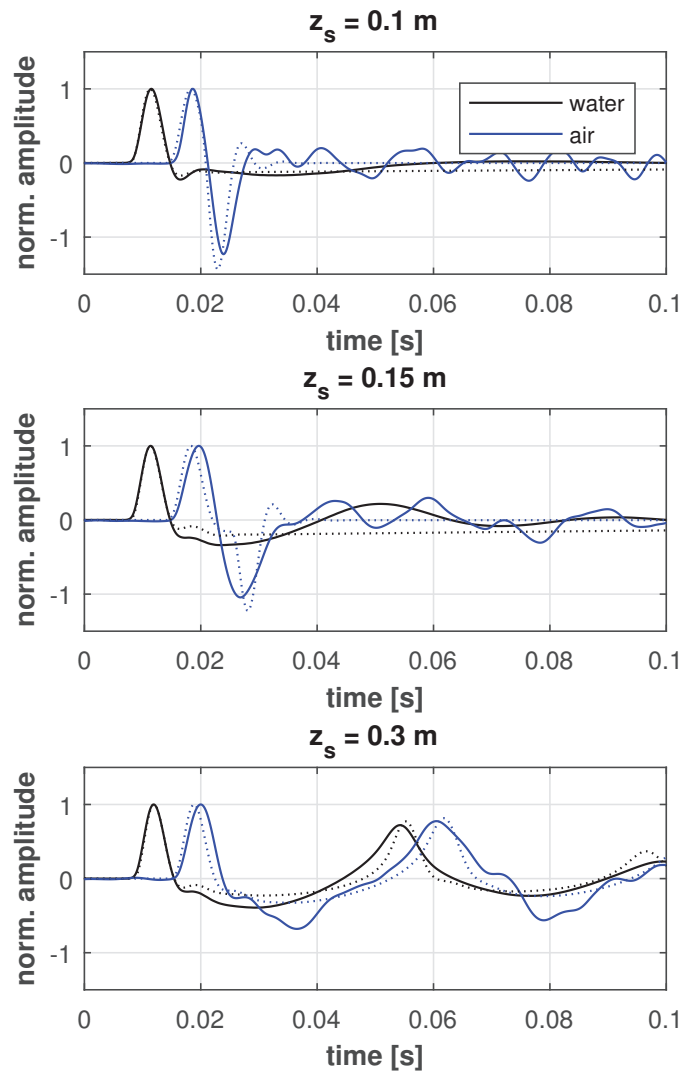 z_s = 0.1 m
norm. amplitude
1
0
-1
water
air
0 0.02 0.04 0.06 0.08 0.1
time [s]
z_s = 0.15 m
norm. amplitude
1
0
-1
0 0.02 0.04 0.06 0.08 0.1
time [s]
z_s = 0.3 m
norm. amplitude
1
0
-1
0 0.02 0.04 0.06 0.08 0.1
time [s]